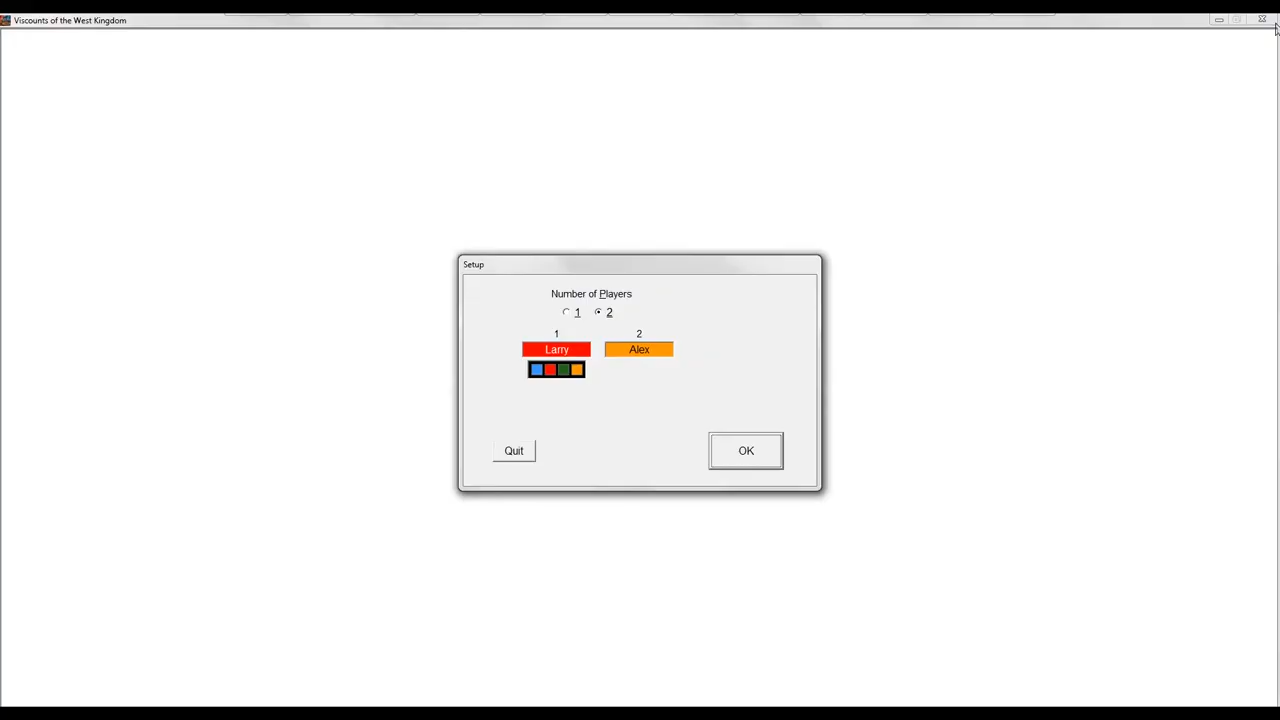 Viscounts of the West Kingdom
Setup
Number of Players
1 2
1 2
Larry Alex
Quit OK